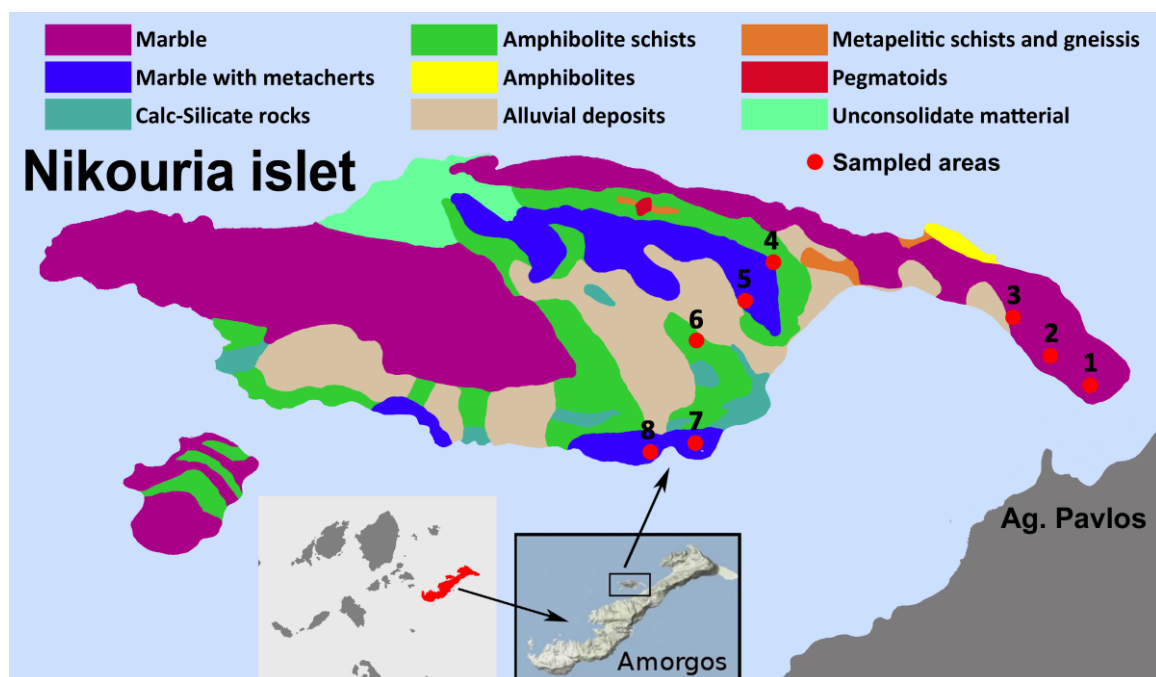 Marble
Amphibolite schists
Metapelitic schists and gneissis
Marble with metacherts
Amphibolites
Pegmatoids
Calc-Silicate rocks
Alluvial deposits
Unconsolidate matterial
Nikouria islet
Sampled areas
4
5
3
6
2
1
7
8
Ag. Pavlos
Amorgos